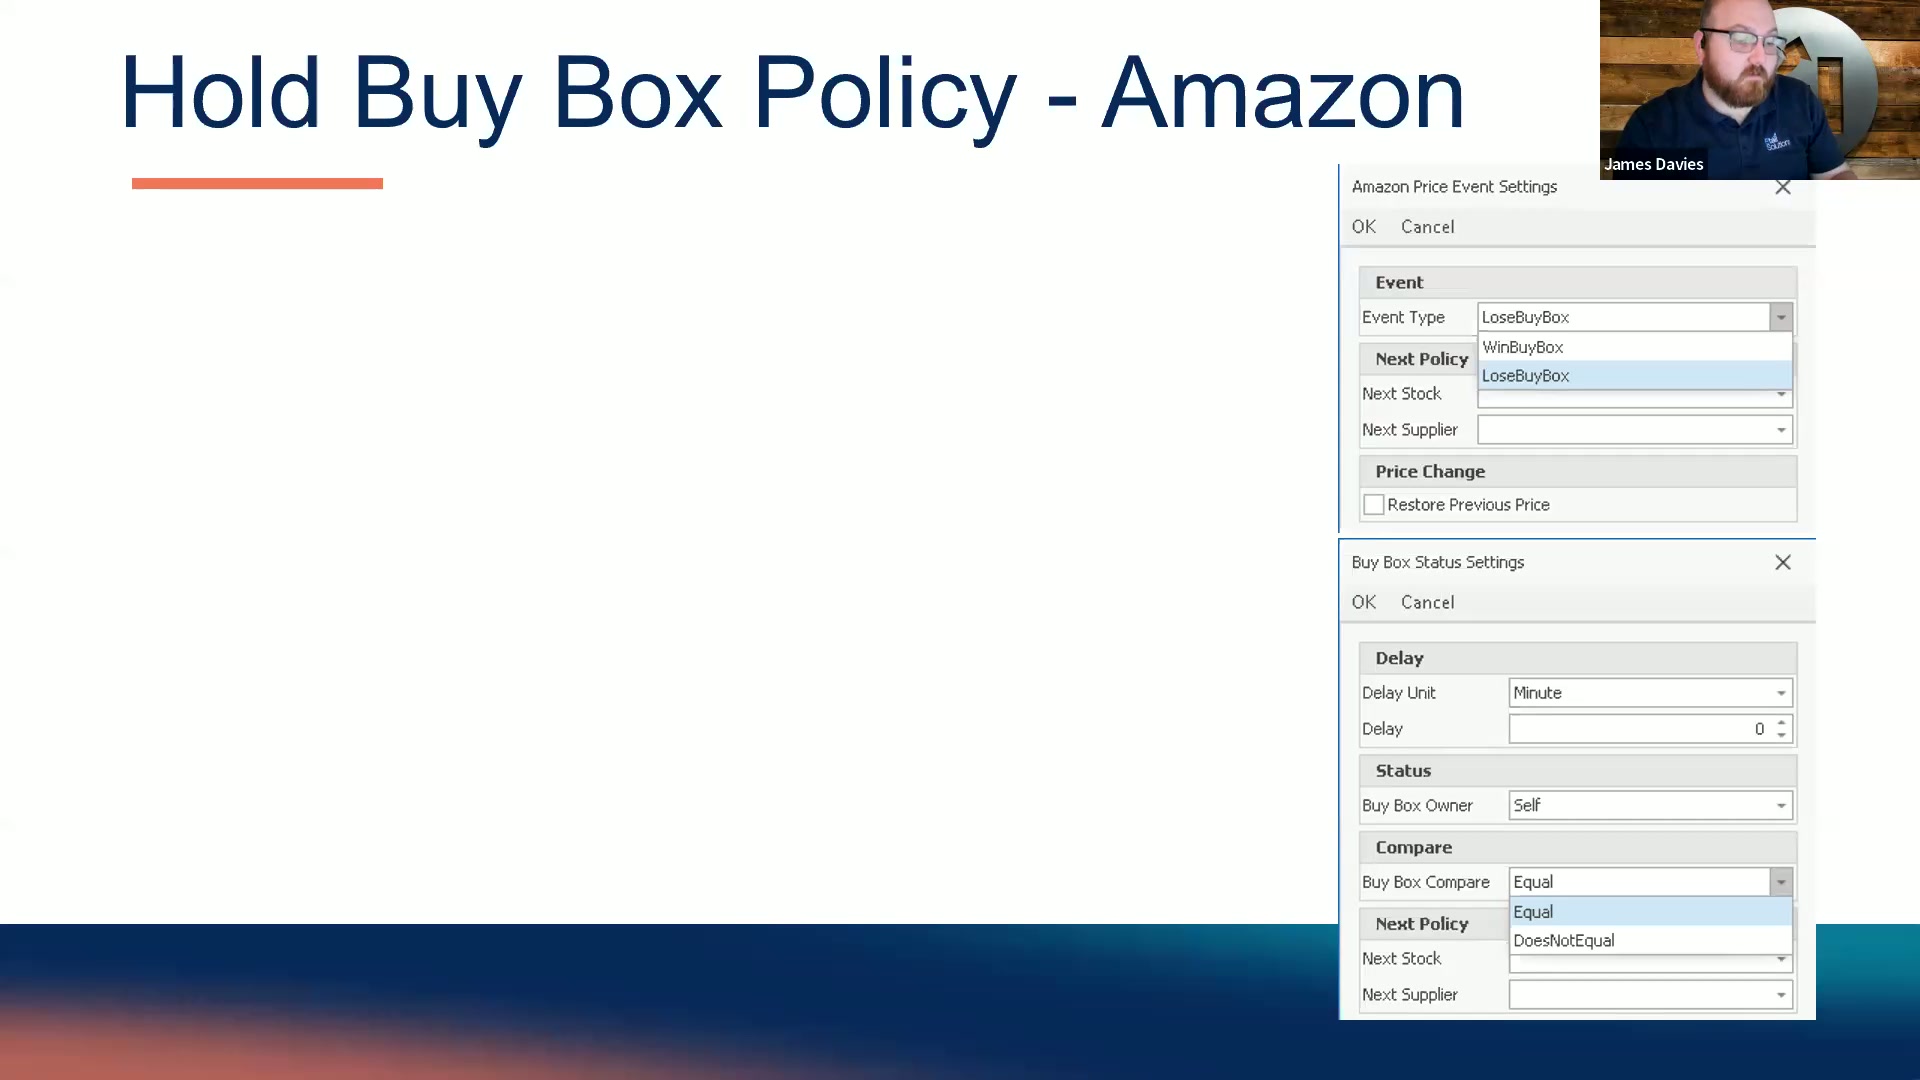 Hold Buy Box Policy - Amazon
James Davies
Amazon Price Event Settings
OK Cancel
Event
Event Type LoseBuyBox
WinBuyBox
Next Policy
LoseBuyBox
Next Stock
Next Supplier
Price Change
Restore Previous Price
Buy Box Status Settings
OK Cancel
Delay
Delay Unit Minute
Delay 0
Status
Buy Box Owner Self
Compare
Buy Box Compare Equal
Equal
Next Policy
DoesNotEqual
Next Stock
Next Supplier